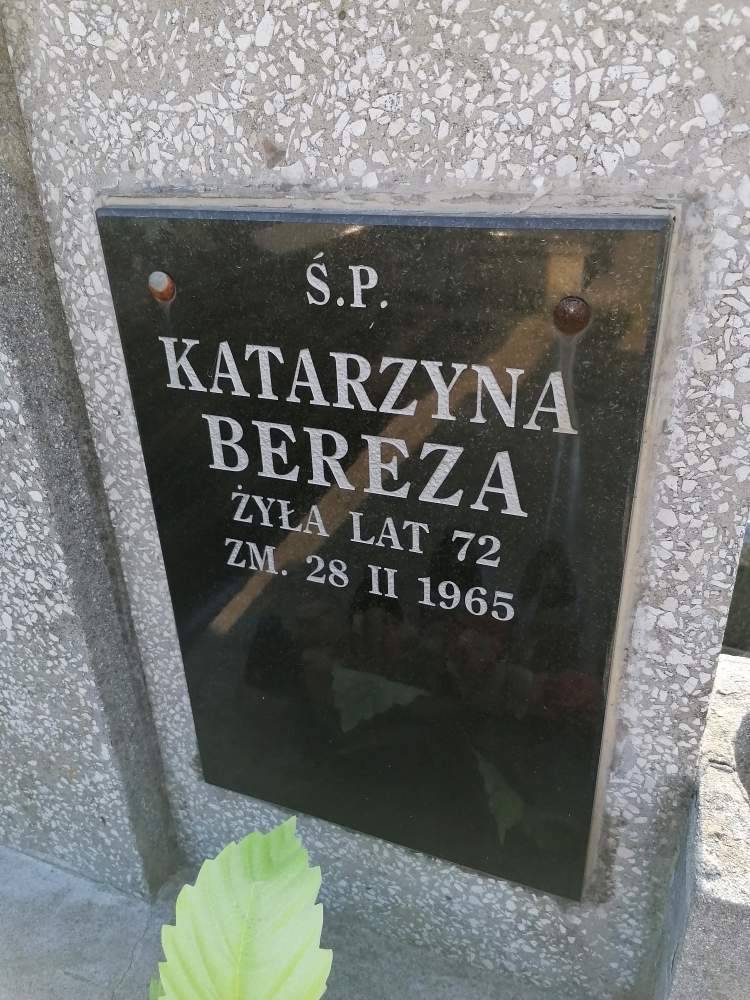 Ś.P.
KATARZYNA
BEREZA
ŻYŁA LAT 72
ZM. 28 II 1965